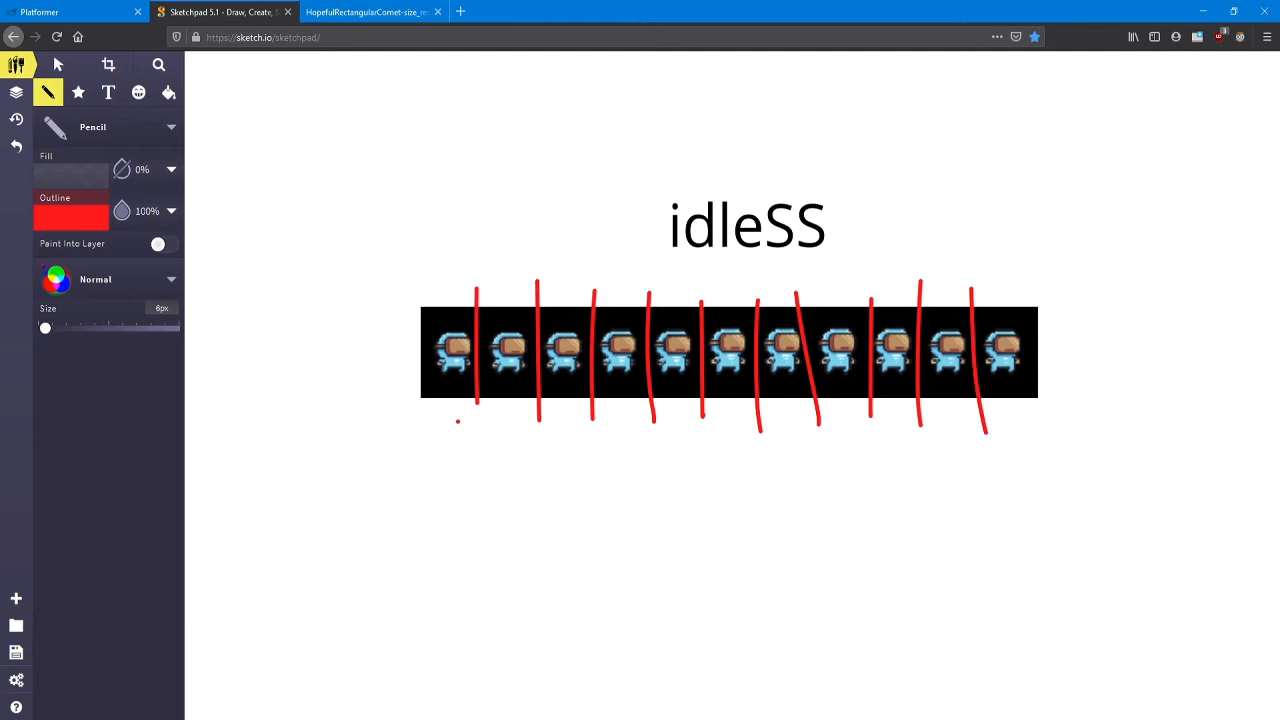 Platformer
Sketchpad 5.1 - Draw, Create, S
HopefulRectangularComet-size_re
https://sketch.io/sketchpad/
3
T
Pencil
Fill
0%
Outline
100%
Paint Into Layer
Normal
Size
6px
idleSS
?